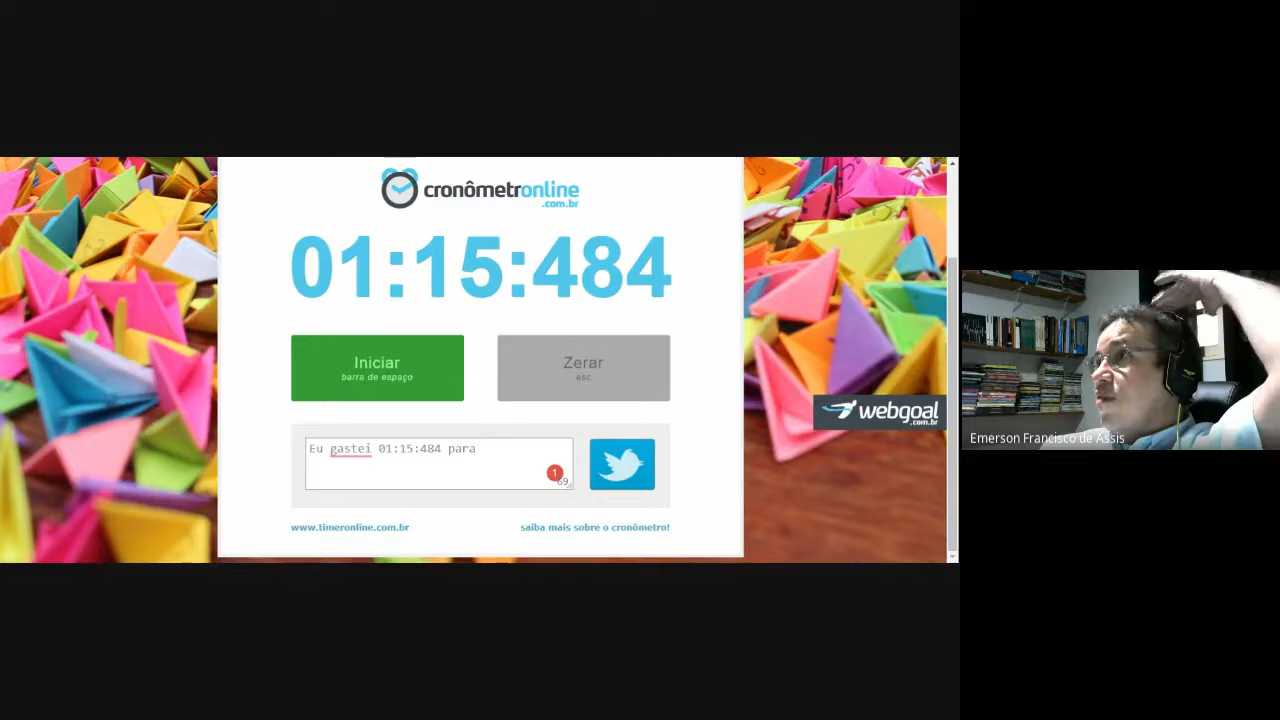 cronômetronline
.com.br
01:15:484
Iniciar
barra de espaço
Zerar
esc
webgoal
.com.br
Eu gastei 01:15:484 para
1
69
www.timeronline.com.br
saiba mais sobre o cronômetro!
Emerson Francisco de Assis